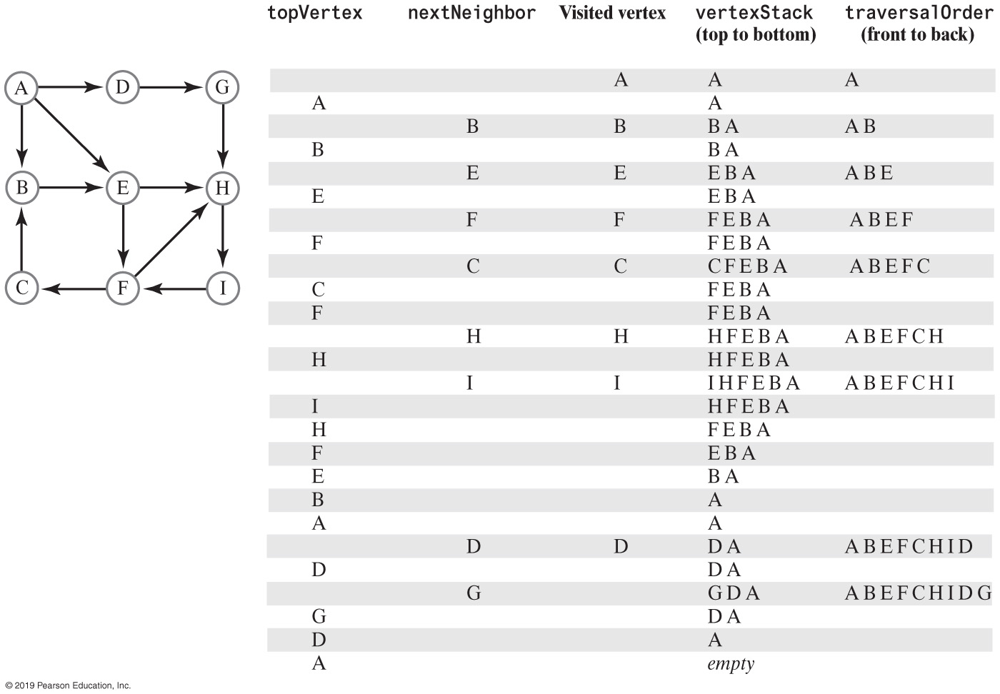 topVertex nextNeighbor Visited vertex vertexStack traversalOrder
(top to bottom) (front to back)
A A A
A D G
A A
B B B A A B
B B A
E E E B A A B E
B E H
E E B A
F F F E B A A B E F
F F E B A
C C C F E B A A B E F C
C F I
C F E B A
F F E B A
H H H F E B A A B E F C H
H H F E B A
I I I H F E B A A B E F C H I
I H F E B A
H F E B A
F E B A
E B A
B A
A A
D D D A A B E F C H I D
D D A
G G D A A B E F C H I D G
G D A
D A
A empty
© 2019 Pearson Education, Inc.